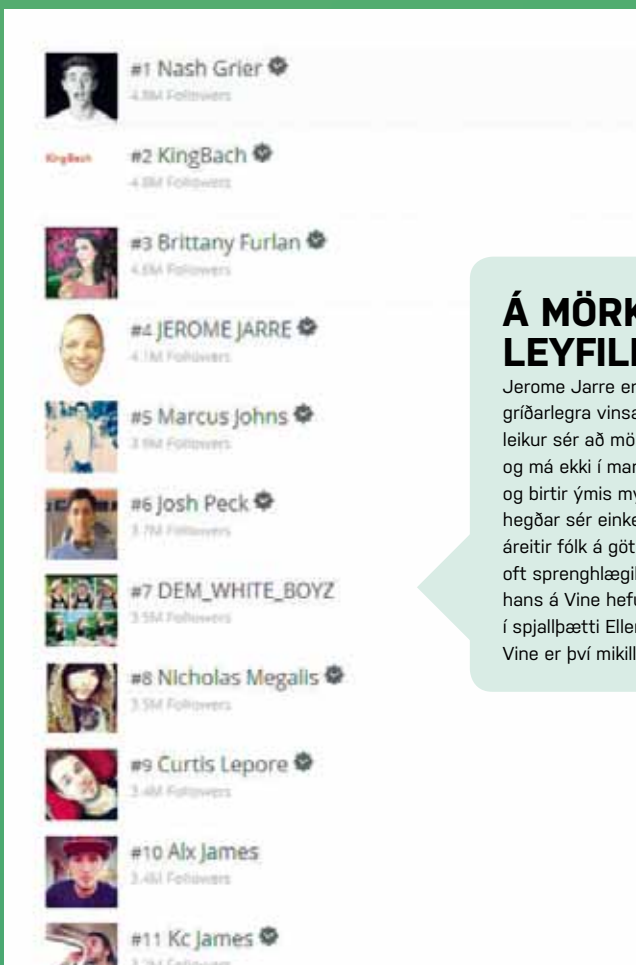 #1 Nash Grier
4.8M Followers
KingBach
#2 KingBach
4.8M Followers
#3 Brittany Furlan
4.6M Followers
#4 JEROME JARRE
4.1M Followers
#5 Marcus Johns
3.9M Followers
#6 Josh Peck
3.7M Followers
#7 DEM_WHITE_BOYZ
3.5M Followers
#8 Nicholas Megalis
3.5M Followers
#9 Curtis Lepore
3.4M Followers
#10 Alx James
3.4M Followers
#11 Kc James
Followers
Á MÖRK
LEYFILE
Jerome Jarre er
gríðarlegra vinsæ
leikur sér að mö
og má ekki í mar
og birtir ýmis my
hegðar sér einke
áreitir fólk á göt
oft sprenghlægil
hans á Vine hefu
í spjallþætti Eller
Vine er því mikill